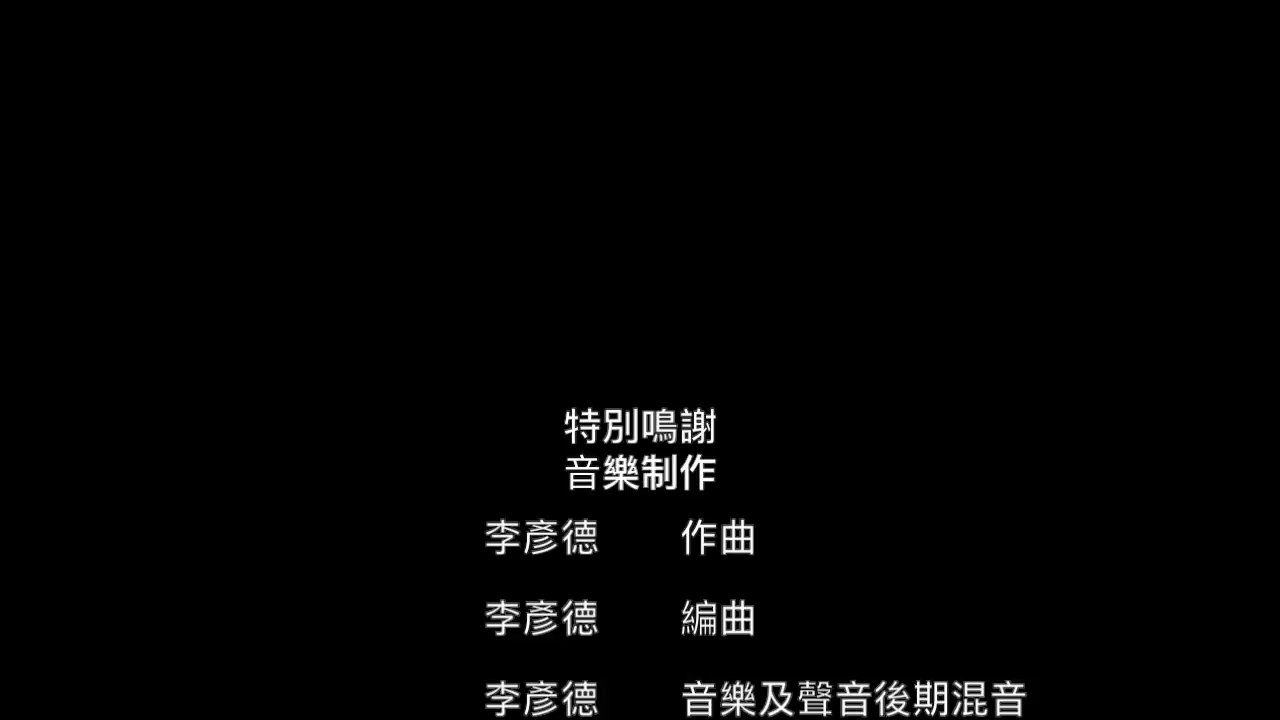 特別鳴謝
音樂制作
李彥德 作曲
李彥德 編曲
李彥德 音樂及聲音後期混音